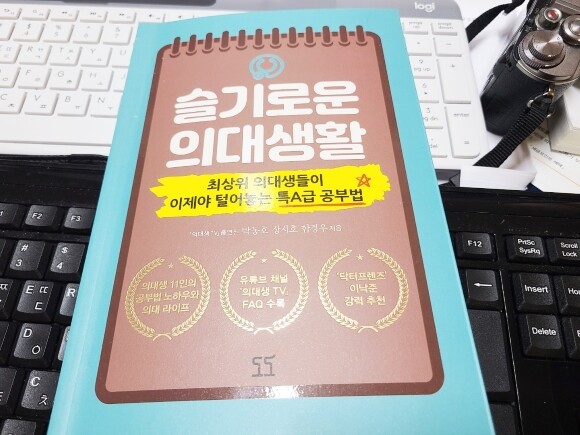 logi
슬기로운
의대생활
최상위 의대생들이
이제야 털어놓는 특A급 공부법
지음
의대생 11인의
공부법 노하우와
의대 라이프
유튜브 채널
'의대생 TV'
FAQ 수록
'닥터프렌즈'
이낙준
강력 추천
F12
PrtSc
SysRq
Scroll
Lock
Insert
Delete
End